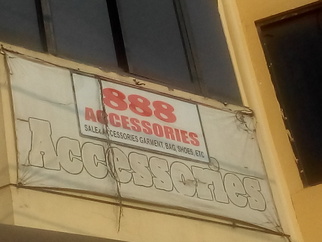 888
ACCESSORIES
SALE ACCESSORIES GARMENT BAG, SHOES .ETC
Accessories